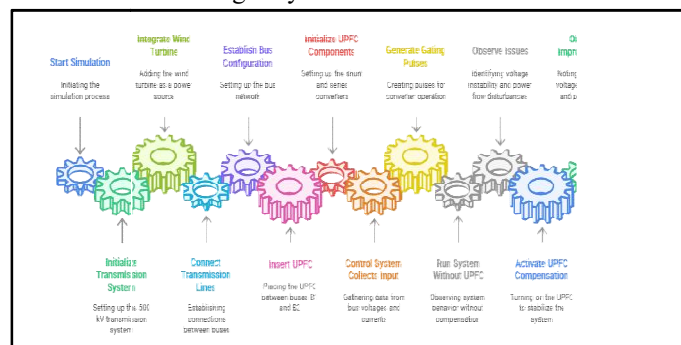 Start Simulation
Initiating the
simulation process
Integrate Wind
Turbine
Adding the wind
turbine as a power
source
Establish Bus
Configuration
Setting up the bus
network
Initialize UPFC
Components
Setting up the shunt
and series
converters
Generate Gating
Pulses
Creating pulses for
converter operation
Observe Issues
Identifying voltage
instability and power
flow disturbances
Noting
voltage
and p
Initialize
Transmission
System
Setting up the 500
kV transmission
system
Connect
Transmission
Lines
Establishing
connections
between buses
Insert UPFC
Placing the UPFC
between buses B1
and B2
Control System
Collects Input
Gathering data from
bus voltages and
currents
Run System
Without UPFC
Observing system
behavior without
compensation
Activate UPFC
Compensation
Turning on the UPFC
to stabilize the
system